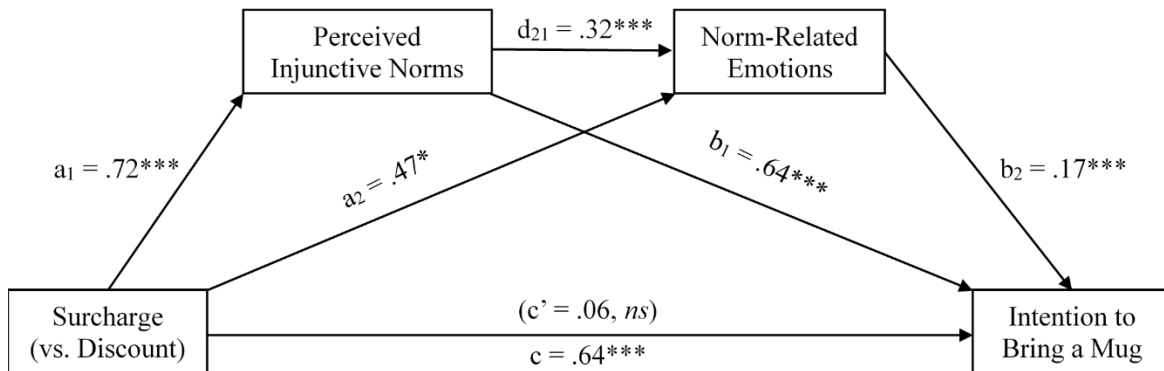 Perceived
Injunctive Norms
d21 = .32***
Norm-Related
Emotions
a1 = .72***
a2 = .47*
b1 = .64***
b2 = .17***
Surcharge
(vs. Discount)
(c’ = .06, ns)
c = .64***
Intention to
Bring a Mug